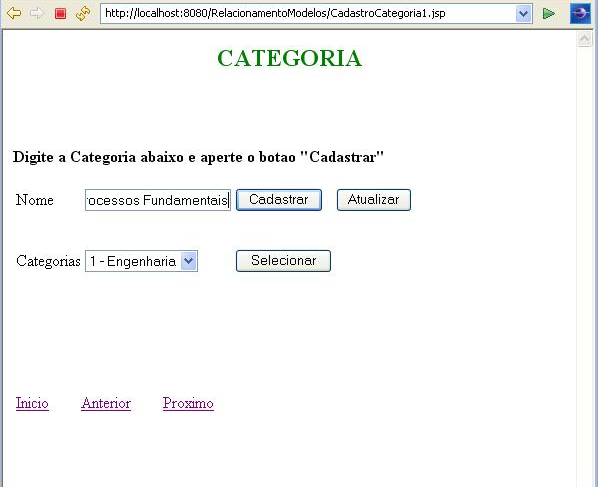 http://localhost:8080/RelacionamentoModelos/CadastroCategoria1.jsp
CATEGORIA
Digite a Categoria abaixo e aperte o botao "Cadastrar"
Nome rocessos Fundamentais Cadastrar Atualizar
Categorias 1 - Engenharia Selecionar
Inicio Anterior Proximo